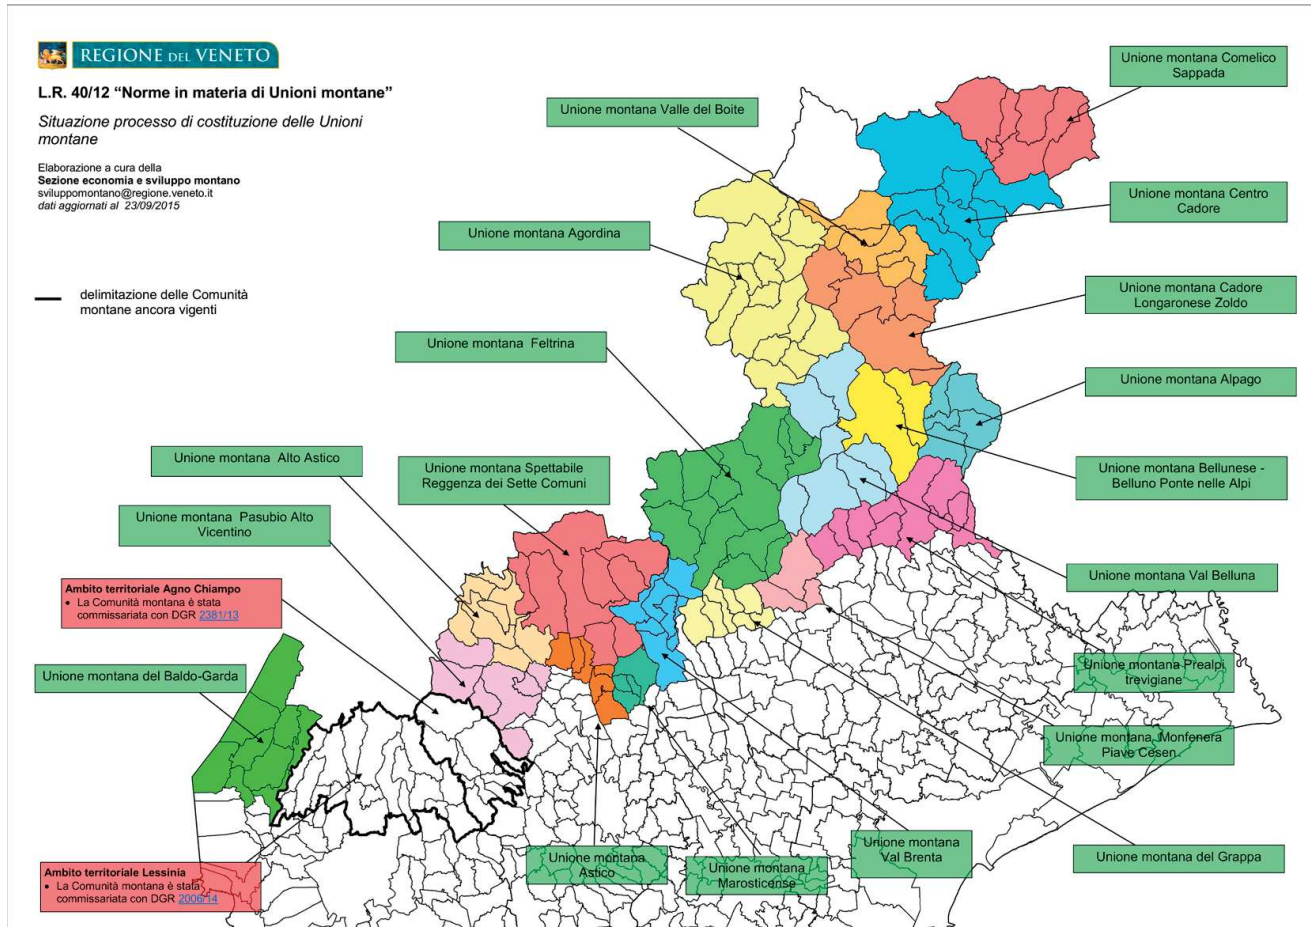 REGIONE DEL VENETO
L.R. 40/12 “Norme in materia di Unioni montane”
Situazione processo di costituzione delle Unioni
montane
Elaborazione a cura della
Sezione economia e sviluppo montano
sviluppomontano@regione.veneto.it
dati aggiornati al 23/09/2015
delimitazione delle Comunità
montane ancora vigenti
Unione montana Comelico
Sappada
Unione montana Valle del Boite
Unione montana Centro
Cadore
Unione montana Agordina
Unione montana Cadore
Longaronese Zoldo
Unione montana Feltrina
Unione montana Alpago
Unione montana Alto Astico
Unione montana Spettabile
Reggenza dei Sette Comuni
Unione montana Bellunese -
Belluno Ponte nelle Alpi
Unione montana Pasubio Alto
Vicentino
Unione montana Val Belluna
Ambito territoriale Agno Chiampo
• La Comunità montana è stata
commissariata con DGR 2381/13
Unione montana del Baldo-Garda
Unione montana Prealpi
trevigiane
Unione montana Monfenera
Piave Cesen
Unione montana
Astico
Unione montana
Marosticense
Unione montana
Val Brenta
Unione montana del Grappa
Ambito territoriale Lessinia
• La Comunità montana è stata
commissariata con DGR 2006/14